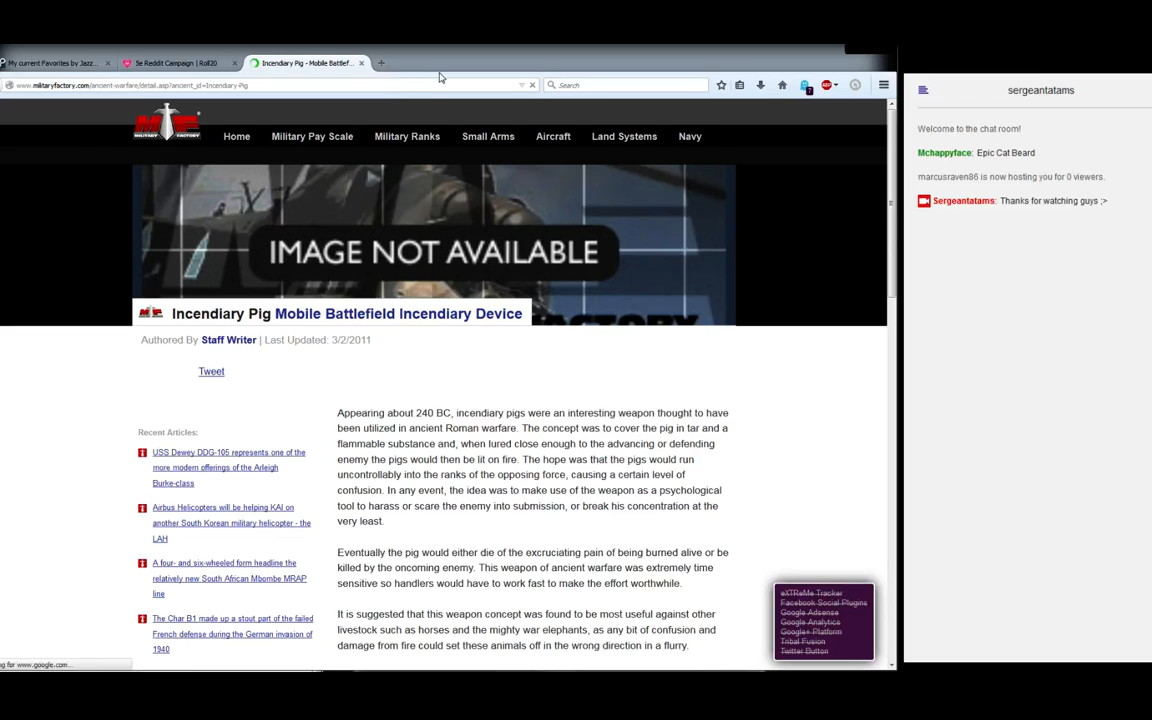 My current Favorites by Jazz...
5e Reddit Campaign | Roll20
Incendiary Pig - Mobile Battlef...
www.militaryfactory.com/ancient-warfare/detail.asp?ancient_id=Incendiary-Pig
Search
ABP
7
MILITARY FACTORY
Home
Military Pay Scale
Military Ranks
Small Arms
Aircraft
Land Systems
Navy
IMAGE NOT AVAILABLE
FACTORY
Incendiary Pig Mobile Battlefield Incendiary Device
Authored By Staff Writer | Last Updated: 3/2/2011
Tweet
Recent Articles:
USS Dewey DDG-105 represents one of the
more modern offerings of the Arleigh
Burke-class
Airbus Helicopters will be helping KAI on
another South Korean military helicopter - the
LAH
A four- and six-wheeled form headline the
relatively new South African Mbombe MRAP
line
The Char B1 made up a stout part of the failed
French defense during the German invasion of
1940
Appearing about 240 BC, incendiary pigs were an interesting weapon thought to have
been utilized in ancient Roman warfare. The concept was to cover the pig in tar and a
flammable substance and, when lured close enough to the advancing or defending
enemy the pigs would then be lit on fire. The hope was that the pigs would run
uncontrollably into the ranks of the opposing force, causing a certain level of
confusion. In any event, the idea was to make use of the weapon as a psychological
tool to harass or scare the enemy into submission, or break his concentration at the
very least.
Eventually the pig would either die of the excruciating pain of being burned alive or be
killed by the oncoming enemy. This weapon of ancient warfare was extremely time
sensitive so handlers would have to work fast to make the effort worthwhile.
It is suggested that this weapon concept was found to be most useful against other
livestock such as horses and the mighty war elephants, as any bit of confusion and
damage from fire could set these animals off in the wrong direction in a flurry.
eXTReMe Tracker
Facebook Social Plugins
Google Adsense
Google Analytics
Google+ Platform
Tribal Fusion
Twitter Button
ng for www.google.com...
sergeantatams
Welcome to the chat room!
Mchappyface: Epic Cat Beard
marcusraven86 is now hosting you for 0 viewers.
Sergeantatams: Thanks for watching guys ;>